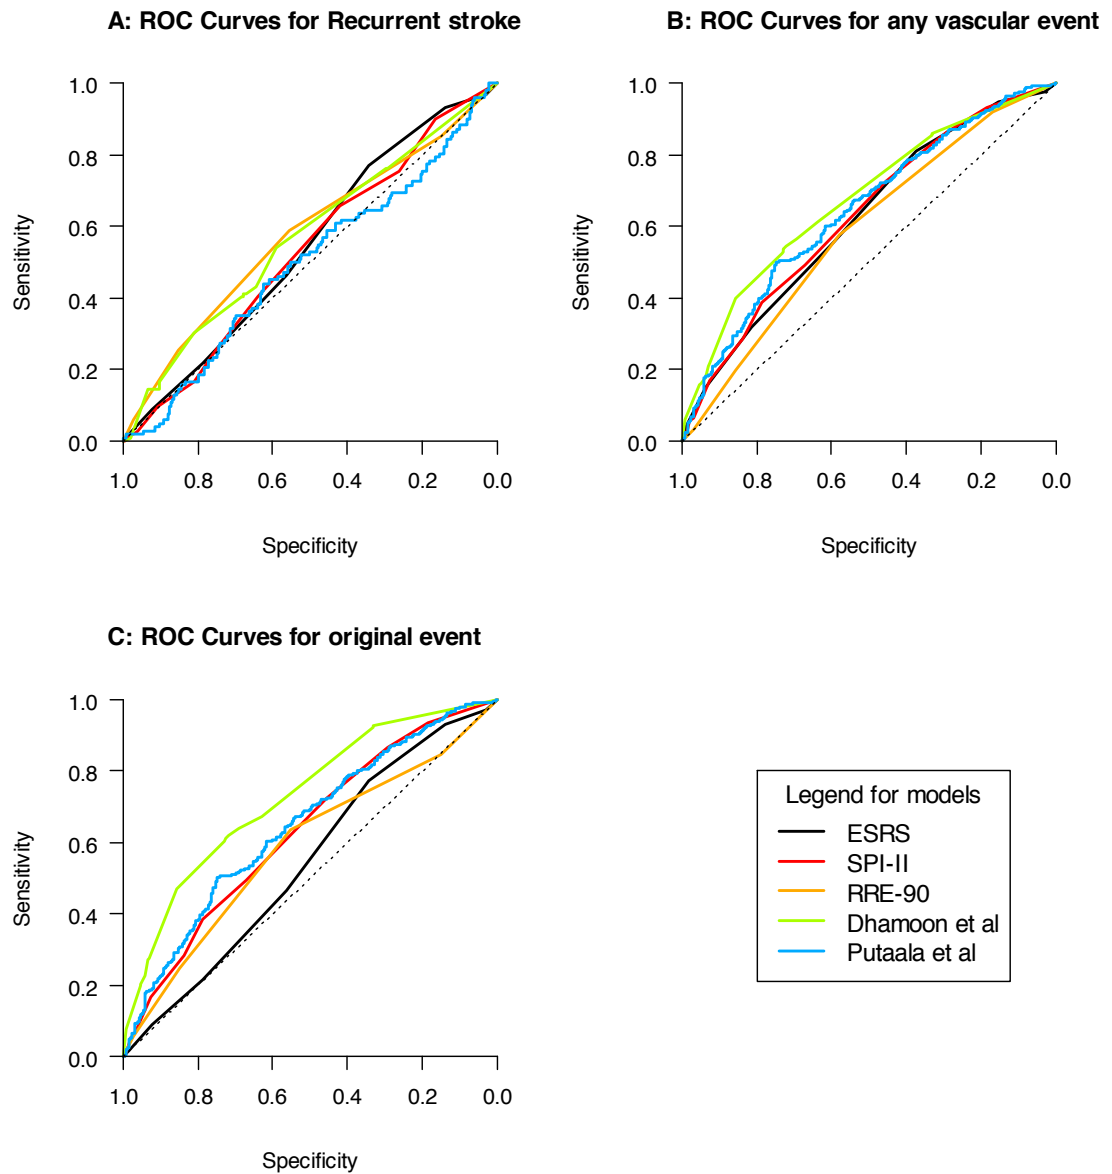 A: ROC Curves for Recurrent stroke
1.0
0.8
0.6
0.4
0.2
0.0
Sensitivity
1.0 0.8 0.6 0.4 0.2 0.0
Specificity
B: ROC Curves for any vascular event
1.0
0.8
0.6
0.4
0.2
0.0
Sensitivity
1.0 0.8 0.6 0.4 0.2 0.0
Specificity
C: ROC Curves for original event
1.0
0.8
0.6
0.4
0.2
0.0
Sensitivity
1.0 0.8 0.6 0.4 0.2 0.0
Specificity
Legend for models
ESRS
SPI-II
RRE-90
Dhamoon et al
Putaala et al